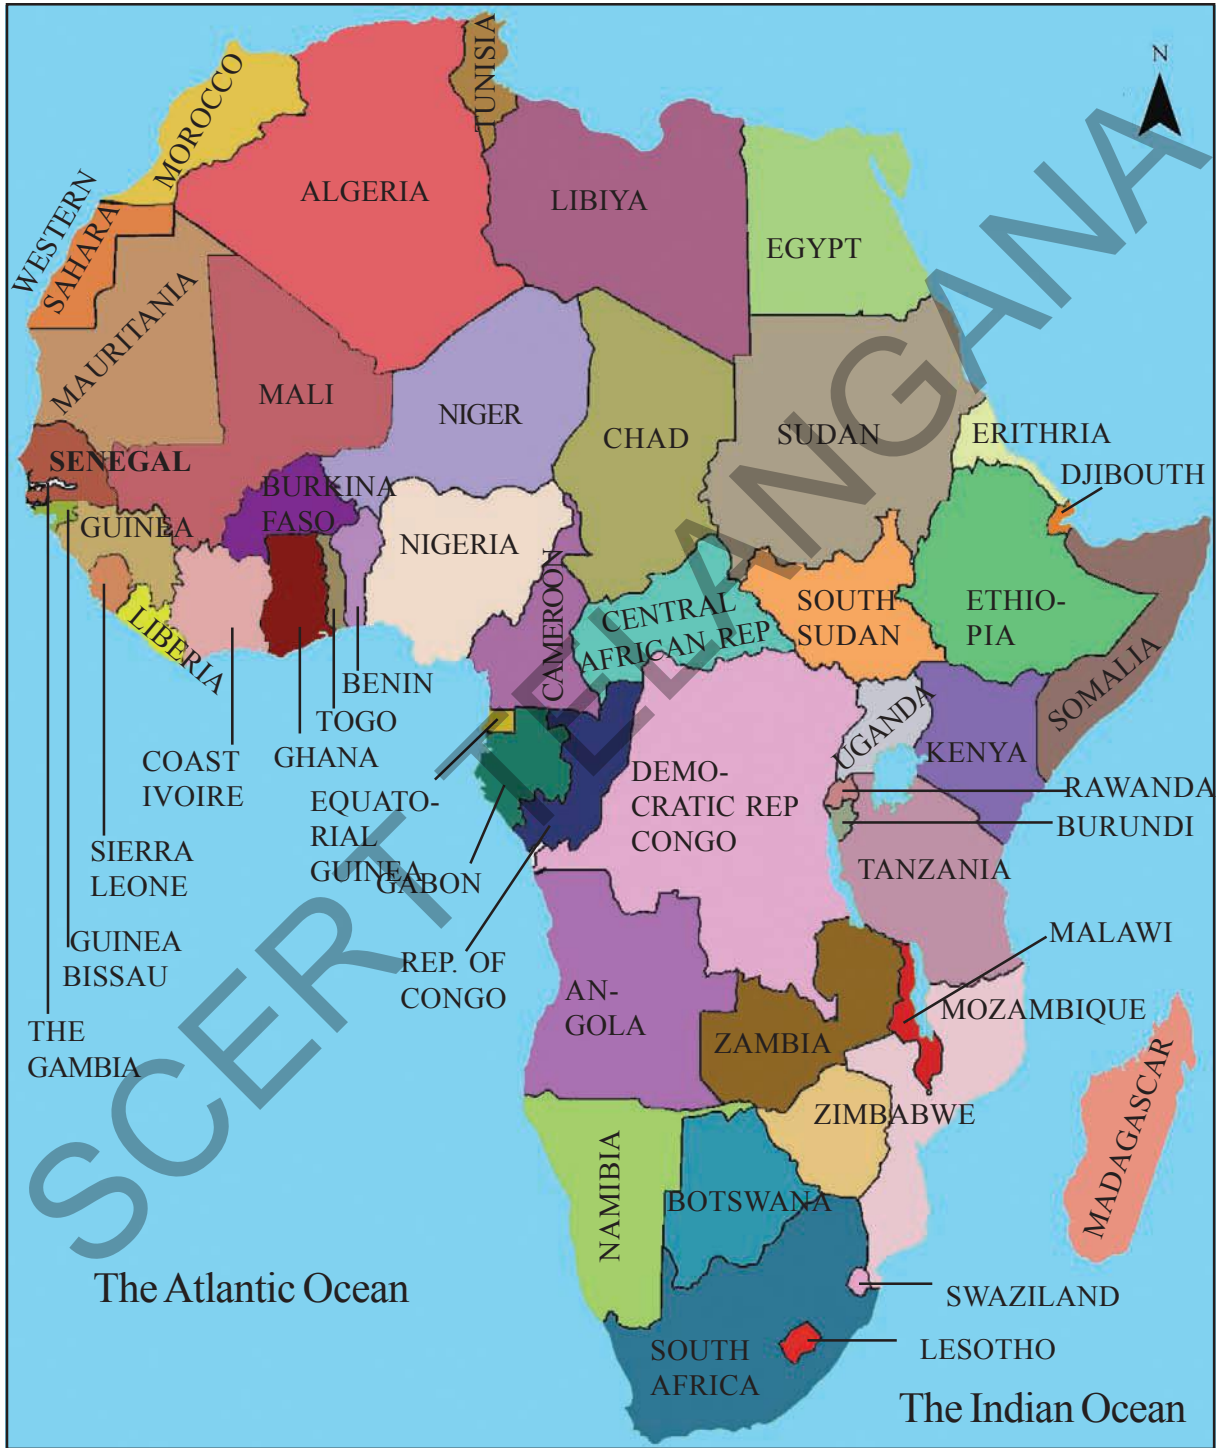 N
TUNISIA
MOROCCO
ALGERIA
LIBIYA
EGYPT
WESTERN
SAHARA
MAURITANIA
MALI
NIGER
CHAD
SUDAN
ERITHRIA
DJIBOUTH
SENEGAL
BURKINA
FASO
GUINEA
NIGERIA
CAMEROON
CENTRAL
AFRICAN REP
SOUTH
SUDAN
ETHIO-
PIA
SOMALIA
LIBERIA
BENIN
TOGO
GHANA
COAST
IVOIRE
UGANDA
KENYA
EQUATO-
RIAL
GUINEA
GABON
DEMO-
CRATIC REP
CONGO
RAWANDA
BURUNDI
TANZANIA
SIERRA
LEONE
GUINEA
BISSAU
REP. OF
CONGO
MALAWI
THE
GAMBIA
AN-
GOLA
ZAMBIA
MOZAMBIQUE
ZIMBABWE
MADAGASCAR
NAMIBIA
BOTSWANA
The Atlantic Ocean
SWAZILAND
LESOTHO
SOUTH
AFRICA
The Indian Ocean
SCERT TELANGANA